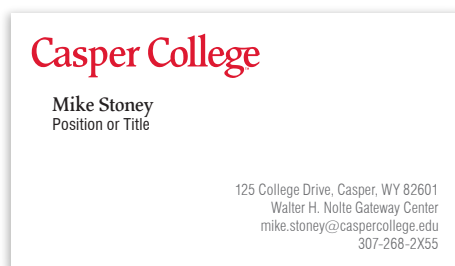 Casper College
Mike Stoney
Position or Title
125 College Drive, Casper, WY 82601
Walter H. Nolte Gateway Center
mike.stoney@caspercollege.edu
307-268-2X55